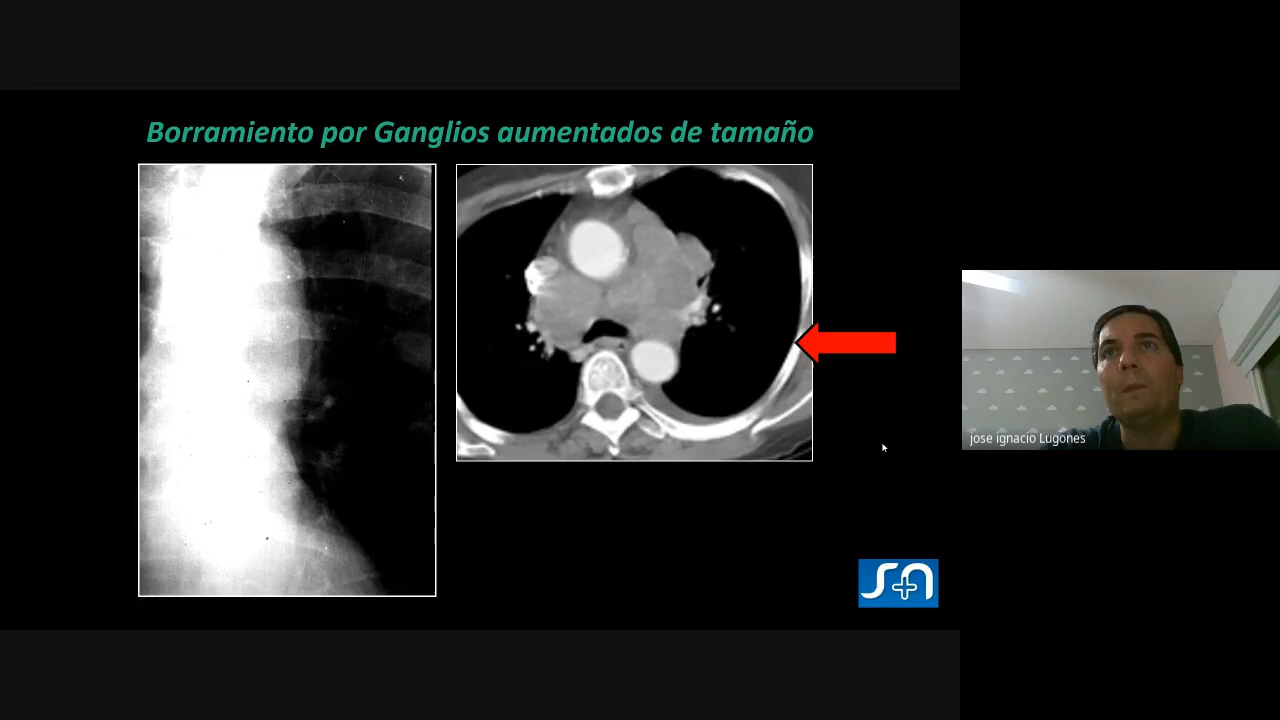 Borramiento por Ganglios aumentados de tamaño
jose ignacio Lugones